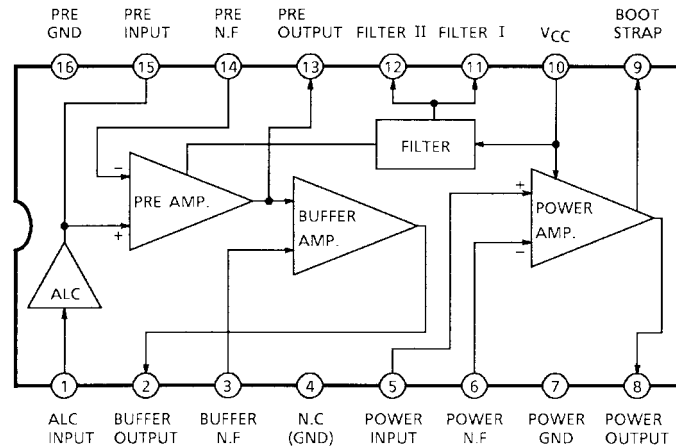 PRE GND
PRE INPUT
PRE N.F
PRE OUTPUT
FILTER II
FILTER I
VCC
BOOT STRAP
16
15
14
13
12
11
10
9
FILTER
−
PRE AMP.
+
BUFFER AMP.
+
POWER AMP.
−
ALC
1
2
3
4
5
6
7
8
ALC INPUT
BUFFER OUTPUT
BUFFER N.F
N.C (GND)
POWER INPUT
POWER N.F
POWER GND
POWER OUTPUT